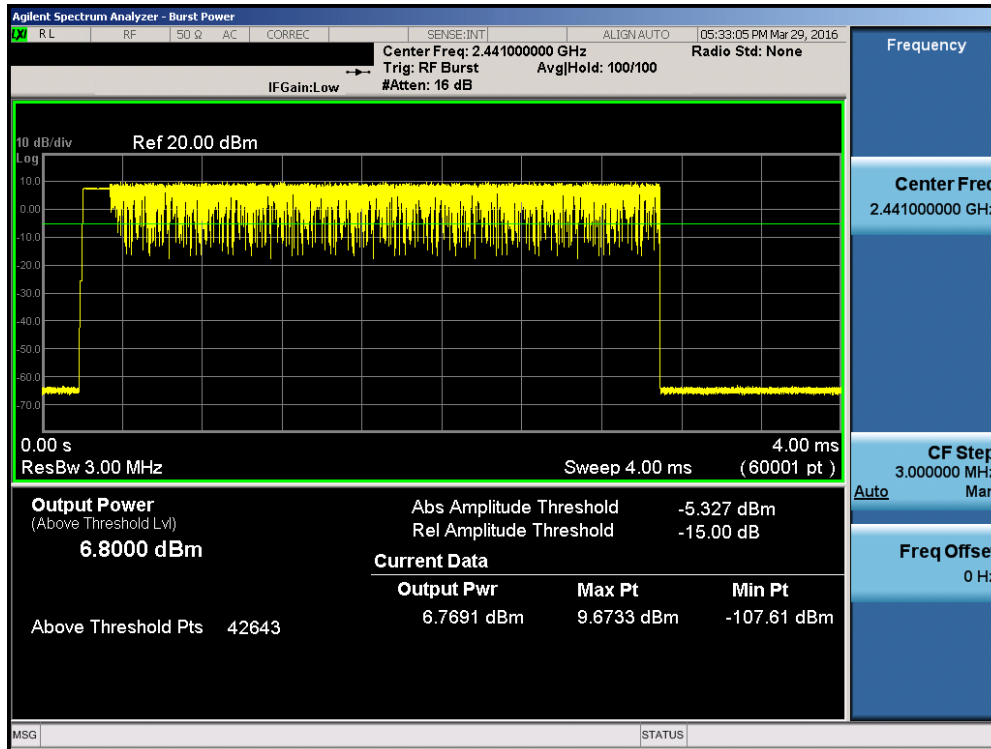 Agilent Spectrum Analyzer - Burst Power
LXI RL RF 50 Ω AC CORREC SENSE:INT ALIGN AUTO 05:33:05 PM Mar 29, 2016
Center Freq: 2.441000000 GHz Radio Std: None
Trig: RF Burst Avg|Hold: 100/100
IFGain:Low #Atten: 16 dB
10 dB/div Ref 20.00 dBm
Log
10.0
0.00
-10.0
-20.0
-30.0
-40.0
-50.0
-60.0
-70.0
0.00 s 4.00 ms
ResBw 3.00 MHz Sweep 4.00 ms (60001 pt)
Output Power
(Above Threshold Lvl)
6.8000 dBm
Above Threshold Pts 42643
Abs Amplitude Threshold -5.327 dBm
Rel Amplitude Threshold -15.00 dB
Current Data
Output Pwr Max Pt Min Pt
6.7691 dBm 9.6733 dBm -107.61 dBm
MSG STATUS
Frequency
Center Freq
2.441000000 GHz
CF Step
3.000000 MHz
Auto Man
Freq Offset
0 Hz